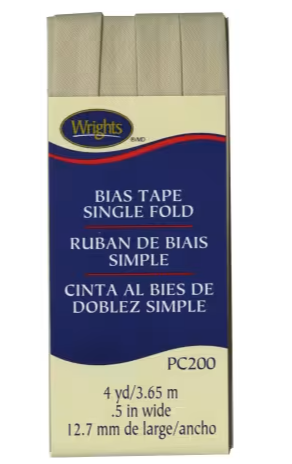 Wrights
BIAS TAPE
SINGLE FOLD
RUBAN DE BIAIS
SIMPLE
CINTA AL BIES DE
DOBLEZ SIMPLE
PC200
4 yd/3.65 m
.5 in wide
12.7 mm de large/ancho